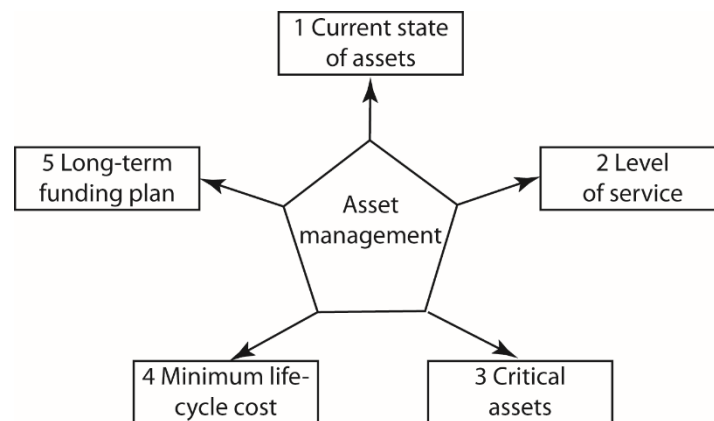 1 Current state
of assets
5 Long-term
funding plan
2 Level
of service
Asset
management
4 Minimum life-
cycle cost
3 Critical
assets